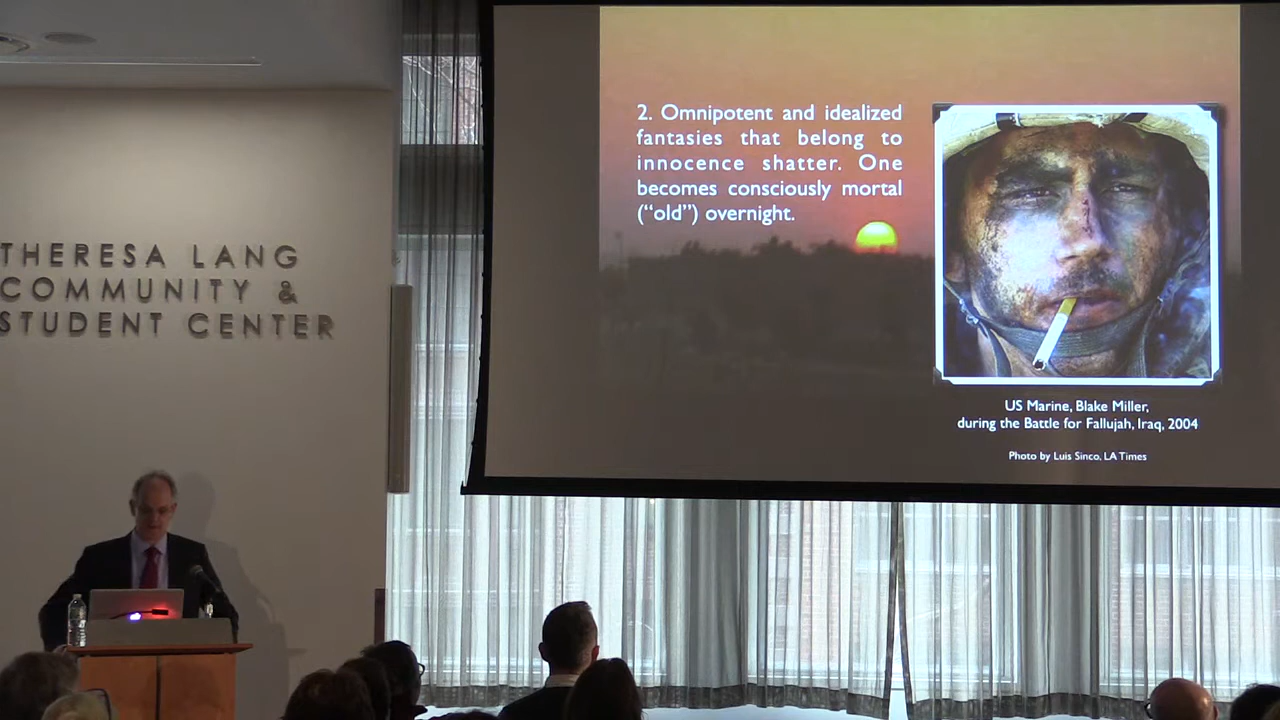 THERESA LANG
COMMUNITY &
STUDENT CENTER
2. Omnipotent and idealized
fantasies that belong to
innocence shatter. One
becomes consciously mortal
(“old”) overnight.
US Marine, Blake Miller,
during the Battle for Fallujah, Iraq, 2004
Photo by Luis Sinco, LA Times